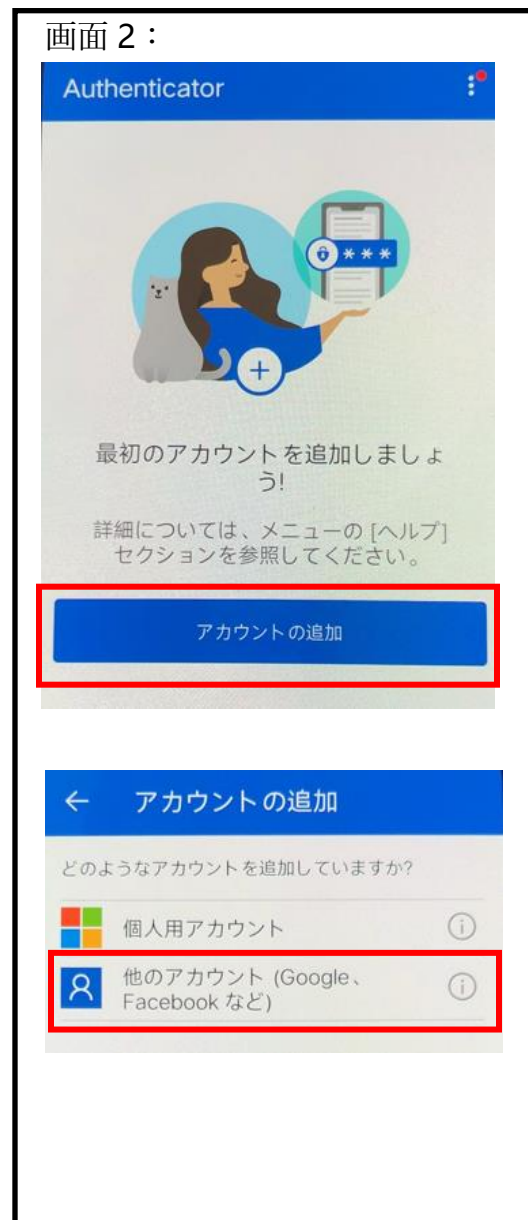 画面 2：
Authenticator
***
最初のアカウントを追加しましょ
う!
詳細については、メニューの [ヘルプ]
セクションを参照してください。
アカウントの追加
アカウントの追加
どのようなアカウントを追加していますか?
個人用アカウント
他のアカウント (Google、
Facebook など)